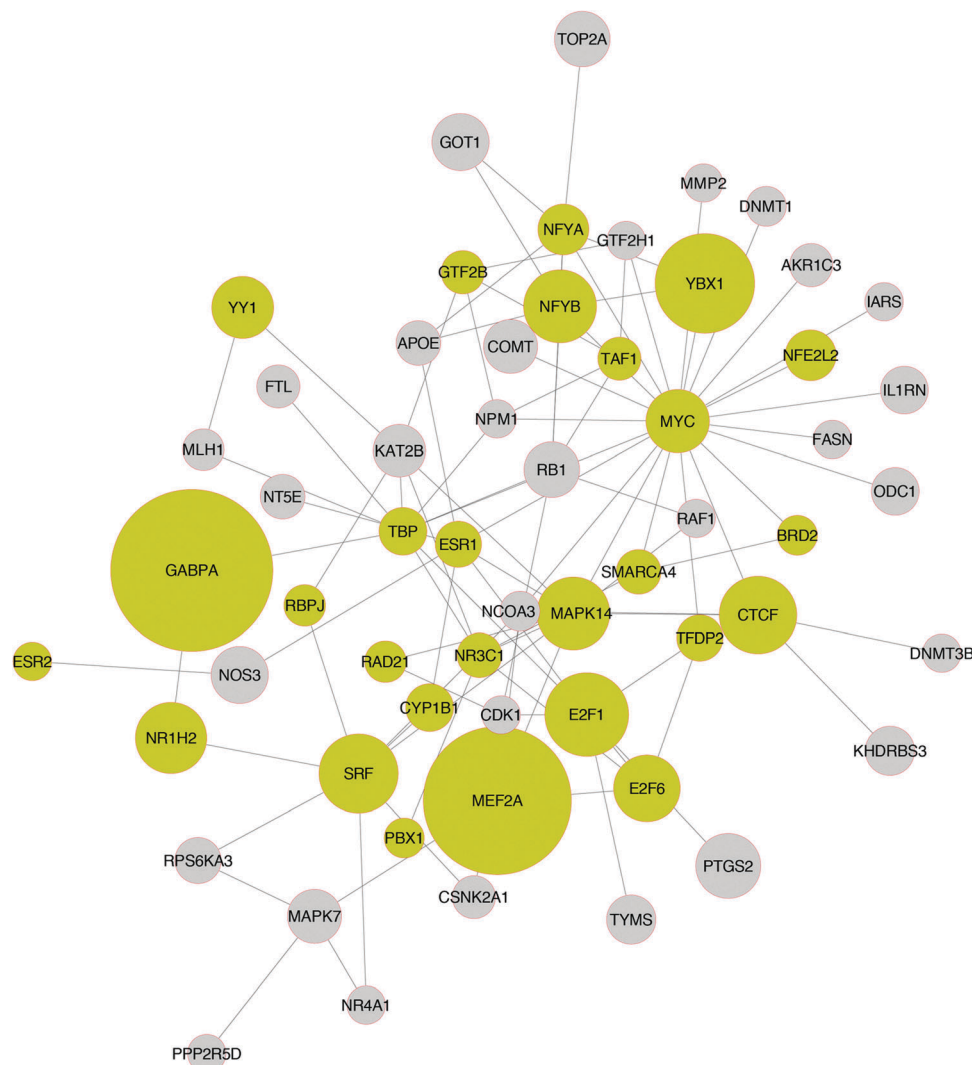 TOP2A
GOT1
MMP2
DNMT1
NFYA
GTF2H1
AKR1C3
GTF2B
YBX1
IARS
YY1
NFYB
APOE
COMT
TAF1
NFE2L2
FTL
IL1RN
NPM1
MYC
FASN
MLH1
KAT2B
RB1
ODC1
NT5E
RAF1
TBP
ESR1
BRD2
GABPA
SMARCA4
RBPJ
NCOA3
MAPK14
CTCF
TFDP2
ESR2
NOS3
RAD21
NR3C1
DNMT3B
CYP1B1
CDK1
E2F1
NR1H2
KHDRBS3
SRF
E2F6
MEF2A
PBX1
RPS6KA3
PTGS2
CSNK2A1
MAPK7
TYMS
NR4A1
PPP2R5D